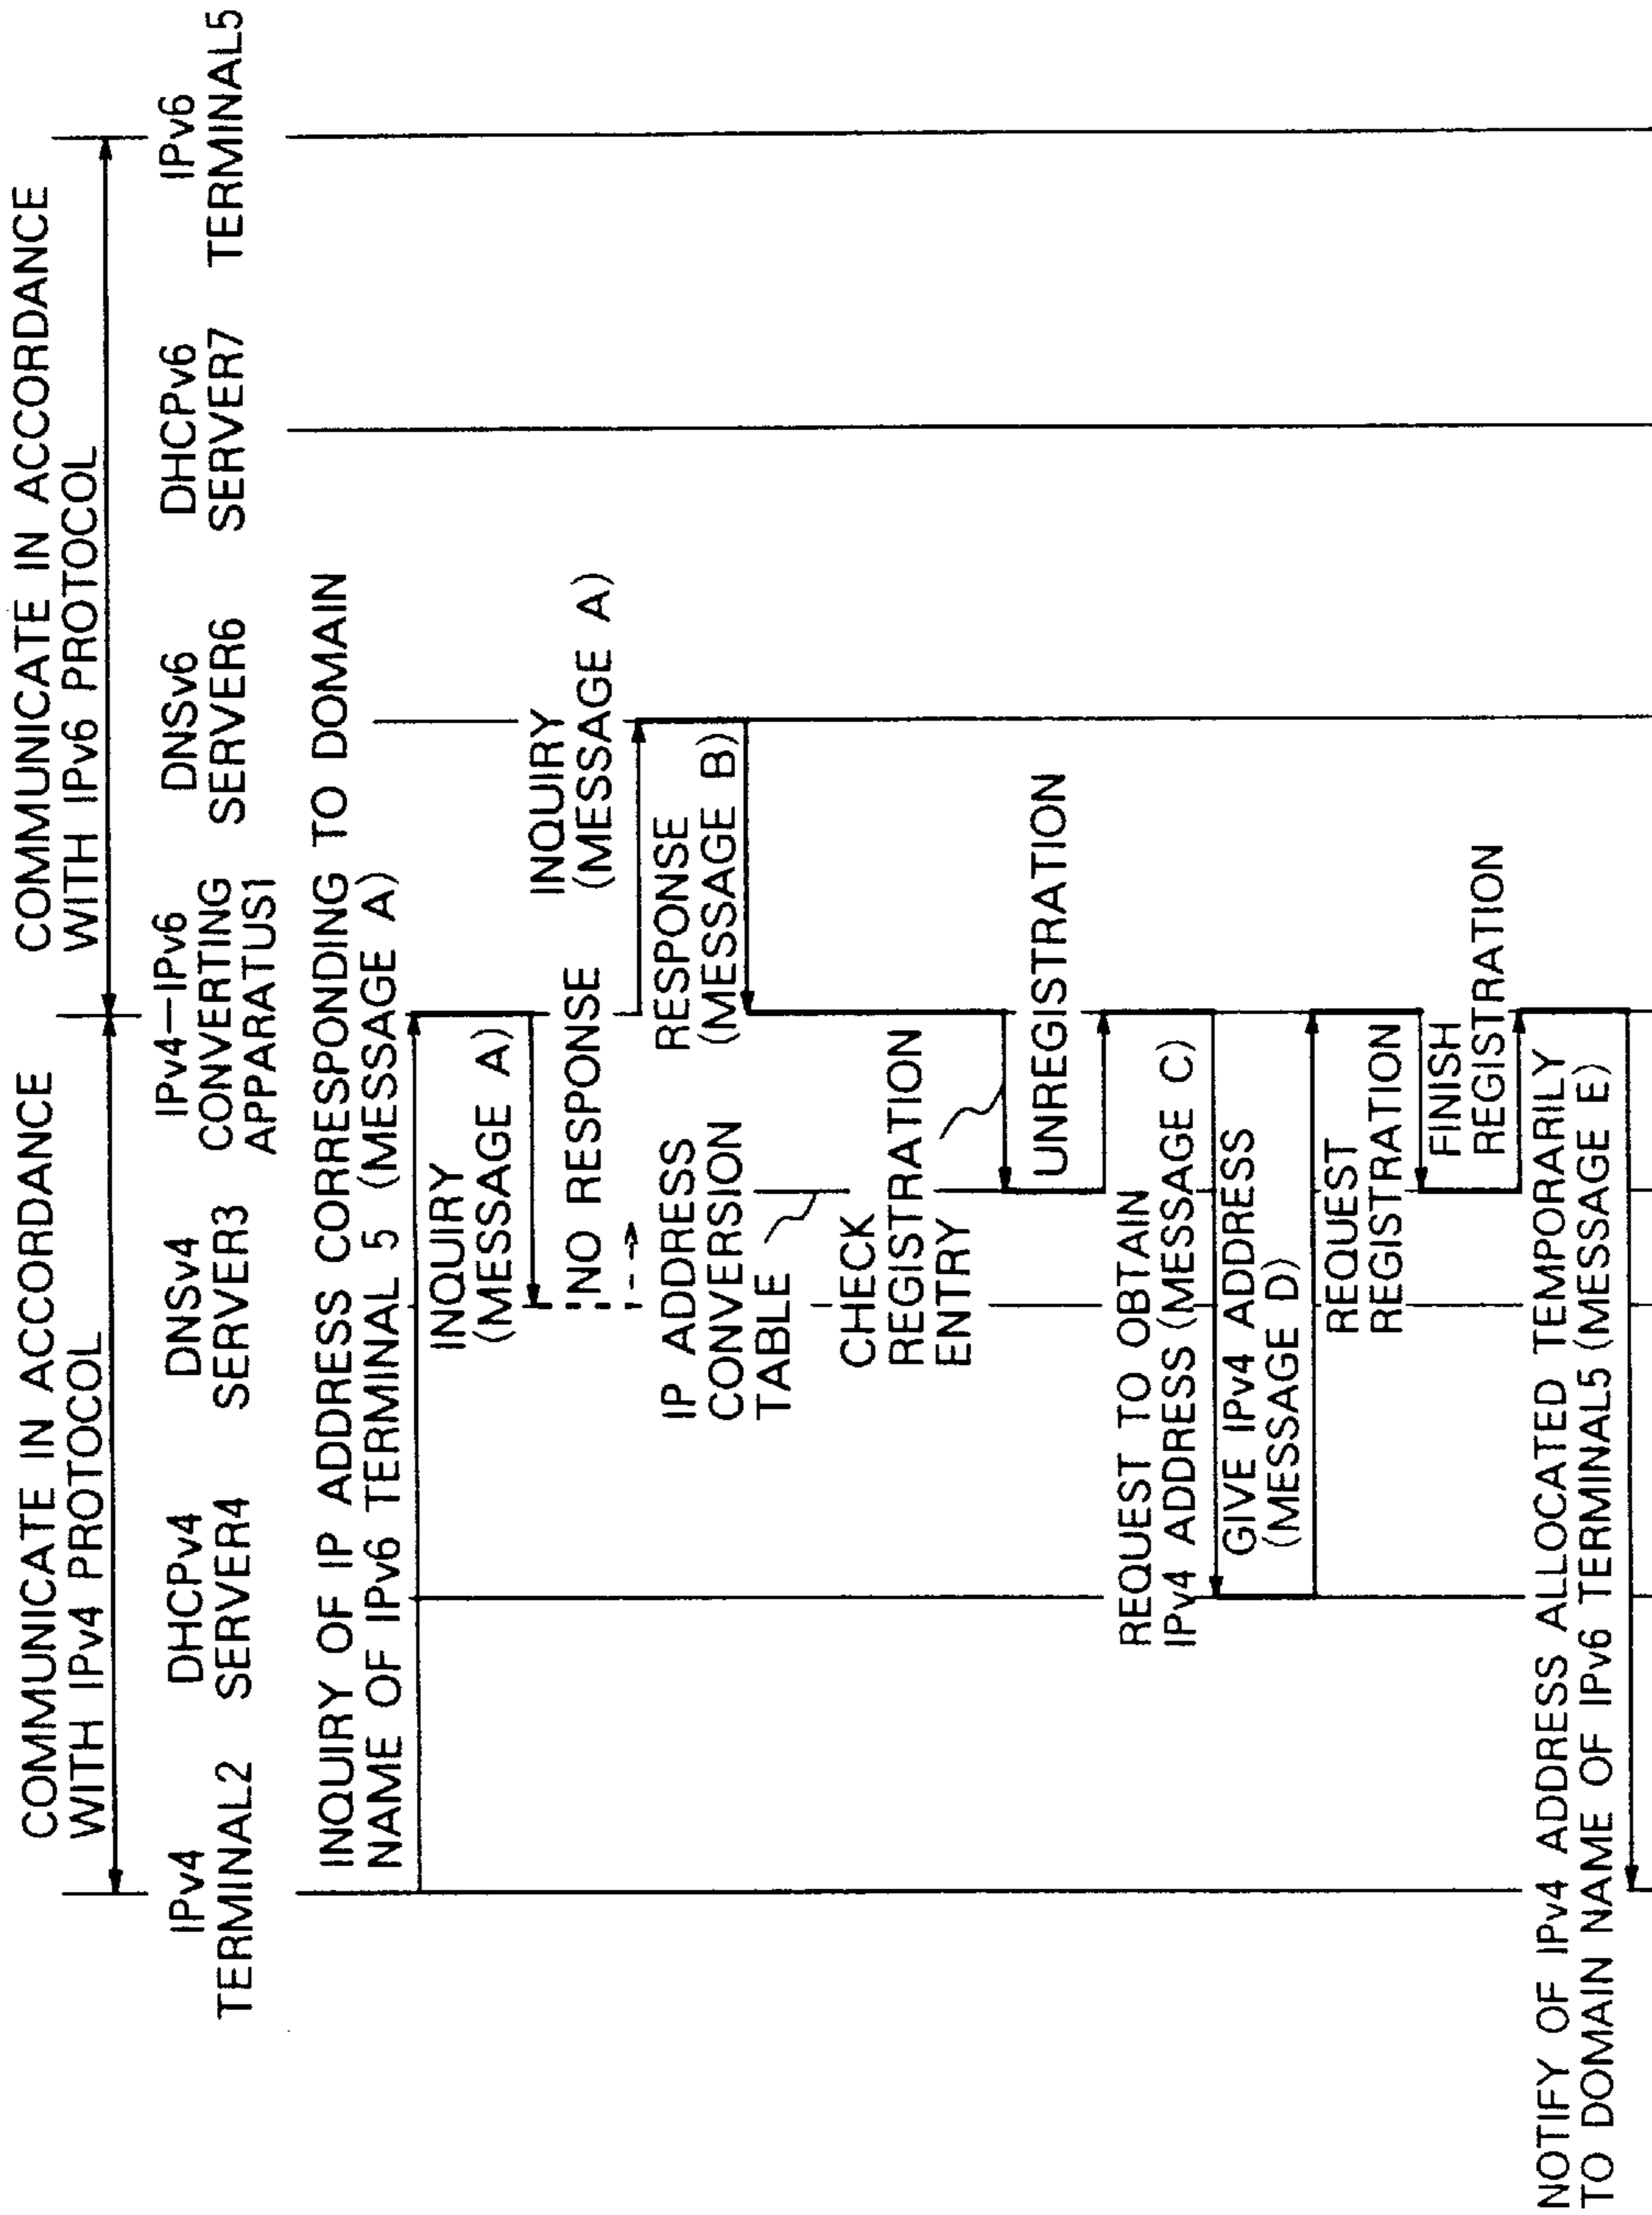 COMMUNICATE IN ACCORDANCE
WITH IPv4 PROTOCOL
COMMUNICATE IN ACCORDANCE
WITH IPv6 PROTOCOL
IPv4
TERMINAL2
DHCPv4
SERVER4
DNSv4
SERVER3
IPv4-IPv6
CONVERTING
APPARATUS1
DNSv6
SERVER6
DHCPv6
SERVER7
IPv6
TERMINAL5
INQUIRY OF IP ADDRESS CORRESPONDING TO DOMAIN
NAME OF IPv6 TERMINAL 5 (MESSAGE A)
INQUIRY
(MESSAGE A)
NO RESPONSE
INQUIRY
(MESSAGE A)
RESPONSE
(MESSAGE B)
IP ADDRESS
CONVERSION
TABLE
CHECK
REGISTRATION
ENTRY
UNREGISTRATION
REQUEST TO OBTAIN
IPv4 ADDRESS (MESSAGE C)
GIVE IPv4 ADDRESS
(MESSAGE D)
REQUEST
REGISTRATION
FINISH
REGISTRATION
NOTIFY OF IPv4 ADDRESS ALLOCATED TEMPORARILY
TO DOMAIN NAME OF IPv6 TERMINAL5 (MESSAGE E)